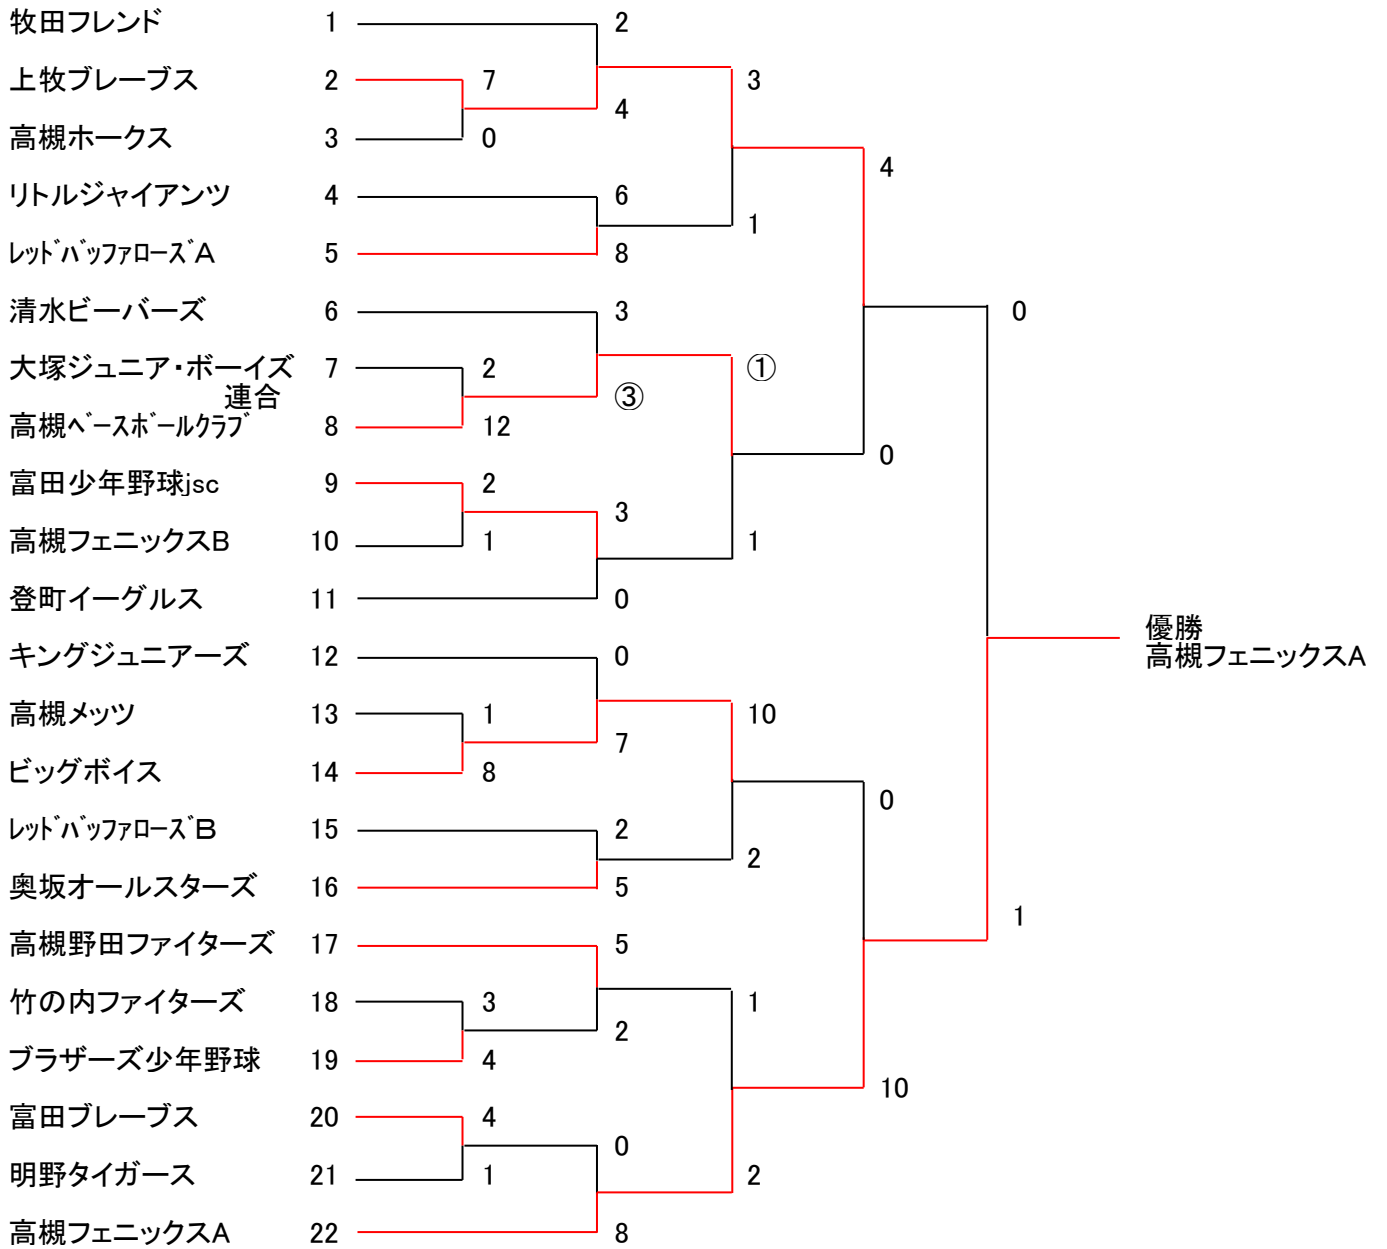 牧田フレンド 1 2
上牧ブレーブス 2 7 3
4
高槻ホークス 3 0
4
リトルジャイアンツ 4 6
1
レッドバッファローズA 5 8
清水ビーバーズ 6 3 0
大塚ジュニア・ボーイズ 7 2 ①
連合 ③
高槻ベースボールクラブ 8 12
0
富田少年野球jsc 9 2
3
高槻フェニックスB 10 1 1
登町イーグルス 11 0
優勝
キングジュニアーズ 12 0
高槻フェニックスA
高槻メッツ 13 1 10
7
ビッグボイス 14 8
0
レッドバッファローズB 15 2
2
奥坂オールスターズ 16 5
1
高槻野田ファイターズ 17 5
竹の内ファイターズ 18 3 1
2
ブラザーズ少年野球 19 4
10
富田ブレーブス 20 4
0
明野タイガース 21 1 2
高槻フェニックスA 22 8